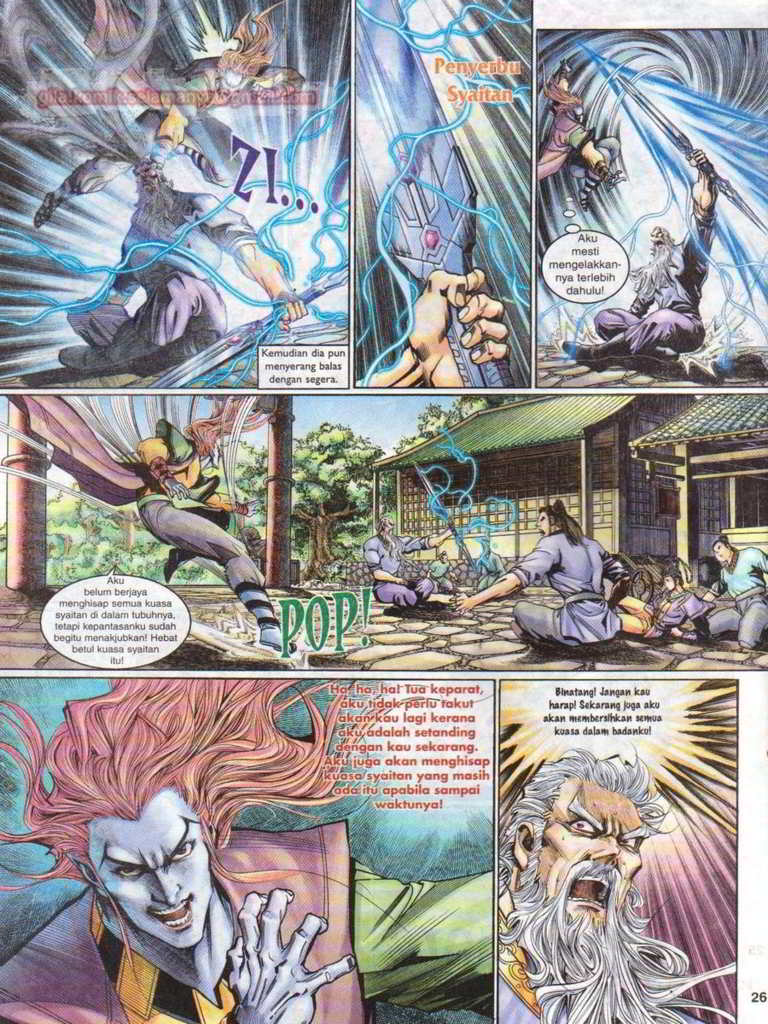 ZI...
Kemudian dia pun
menyerang balas
dengan segera.
Penyerbu
Syaitan
Aku
mesti
mengelakkan-
nya terlebih
dahulu!
Aku
belum berjaya
menghisap semua kuasa
syaitan di dalam tubuhnya,
tetapi kepantasanku sudah
begitu menakjubkan! Hebat
betul kuasa syaitan
itu!
POP!
Ha, ha, ha! Tua keparat,
aku tidak perlu takut
akan kau lagi kerana
aku adalah setanding
dengan kau sekarang.
Aku juga akan menghisap
kuasa syaitan yang masih
ada itu apabila sampai
waktunya!
Binatang! Jangan kau
harap! Sekarang juga aku
akan membersihkan semua
kuasa dalam badanku!
26